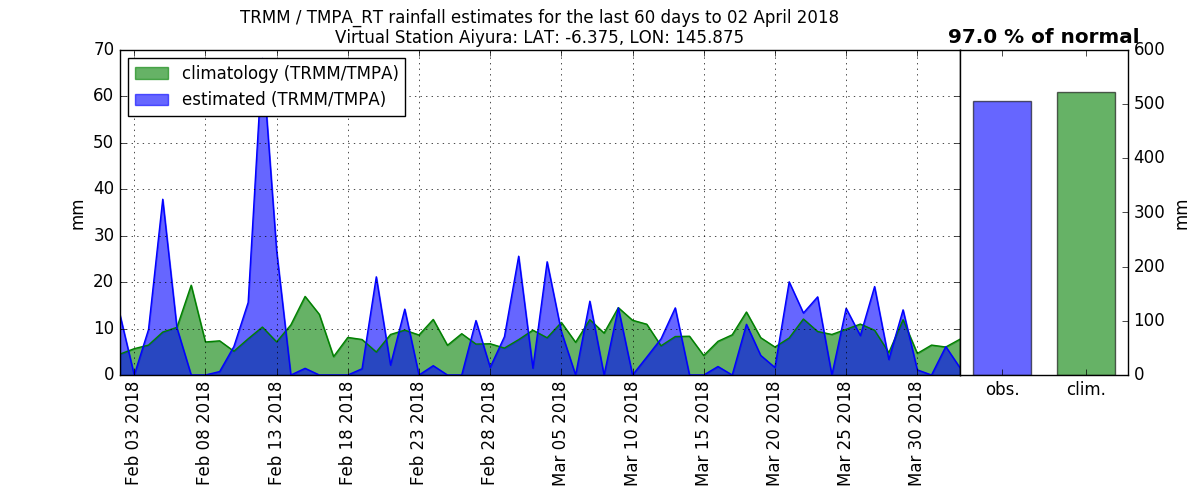 TRMM / TMPA_RT rainfall estimates for the last 60 days to 02 April 2018
Virtual Station Aiyura: LAT: -6.375, LON: 145.875
97.0 % of normal
climatology (TRMM/TMPA)
estimated (TRMM/TMPA)
70
60
50
40
30
20
10
0
mm
Feb 03 2018
Feb 08 2018
Feb 13 2018
Feb 18 2018
Feb 23 2018
Feb 28 2018
Mar 05 2018
Mar 10 2018
Mar 15 2018
Mar 20 2018
Mar 25 2018
Mar 30 2018
600
500
400
300
200
100
0
mm
obs.
clim.